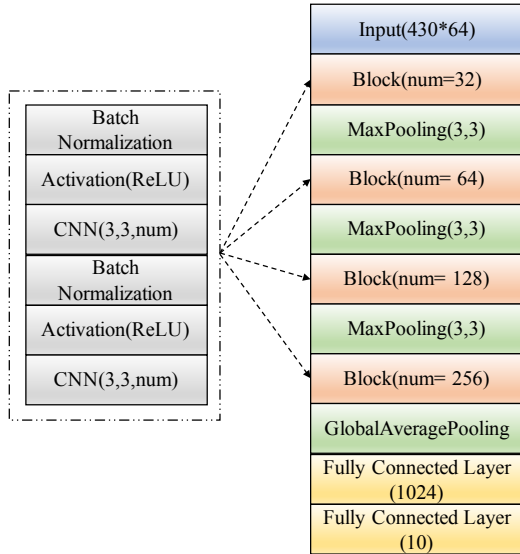 Batch
Normalization
Activation(ReLU)
CNN(3,3,num)
Batch
Normalization
Activation(ReLU)
CNN(3,3,num)
Input(430*64)
Block(num=32)
MaxPooling(3,3)
Block(num= 64)
MaxPooling(3,3)
Block(num= 128)
MaxPooling(3,3)
Block(num= 256)
GlobalAveragePooling
Fully Connected Layer
(1024)
Fully Connected Layer
(10)